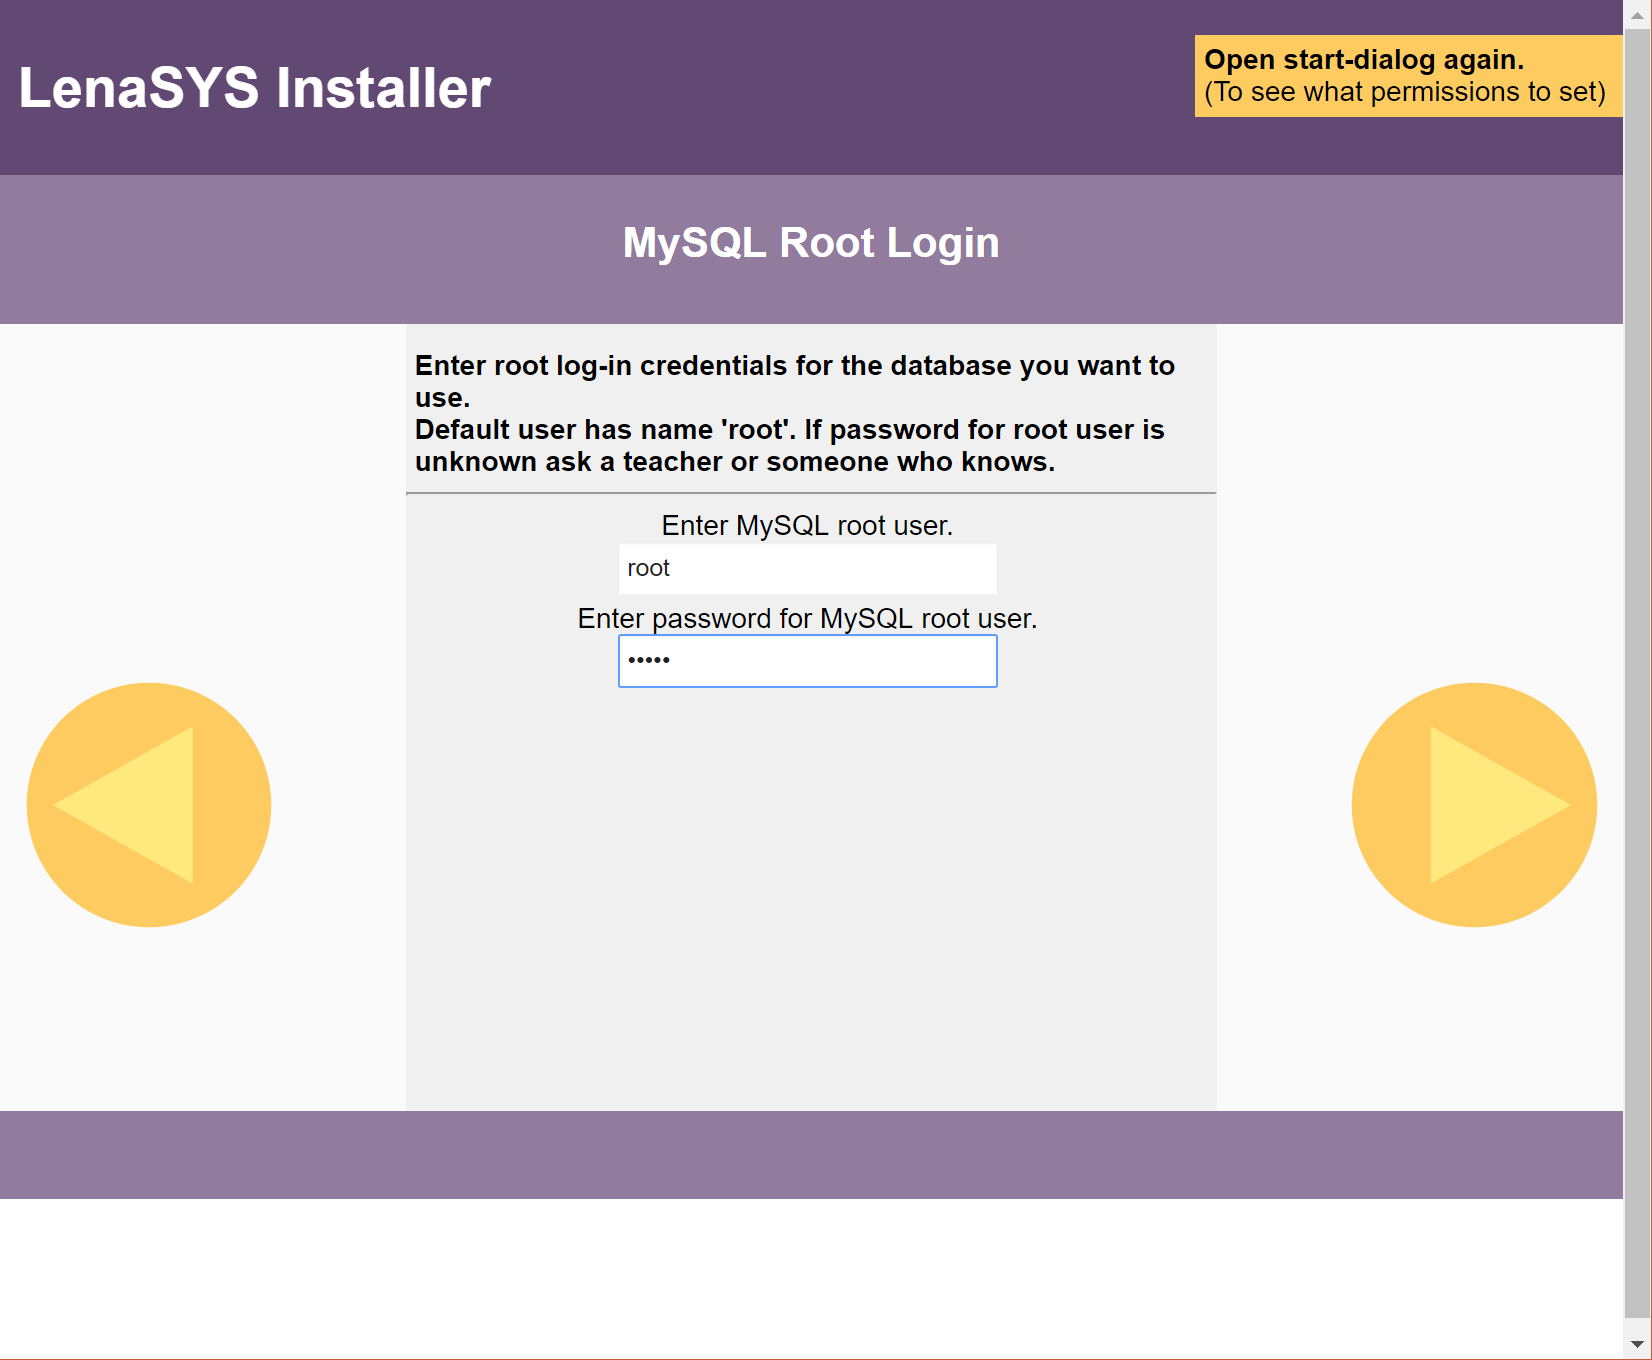 LenaSYS Installer
Open start-dialog again.
(To see what permissions to set)
MySQL Root Login
Enter root log-in credentials for the database you want to
use.
Default user has name 'root'. If password for root user is
unknown ask a teacher or someone who knows.
Enter MySQL root user.
root
Enter password for MySQL root user.
•••••